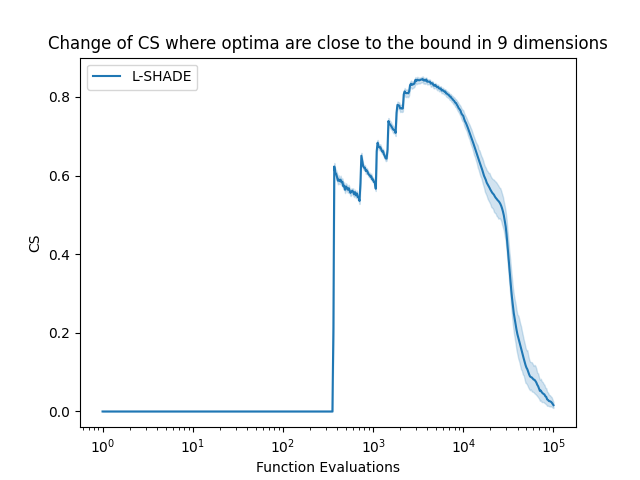 Change of CS where optima are close to the bound in 9 dimensions
L-SHADE
0.8
0.6
0.4
0.2
0.0
CS
10^0 10^1 10^2 10^3 10^4 10^5
Function Evaluations